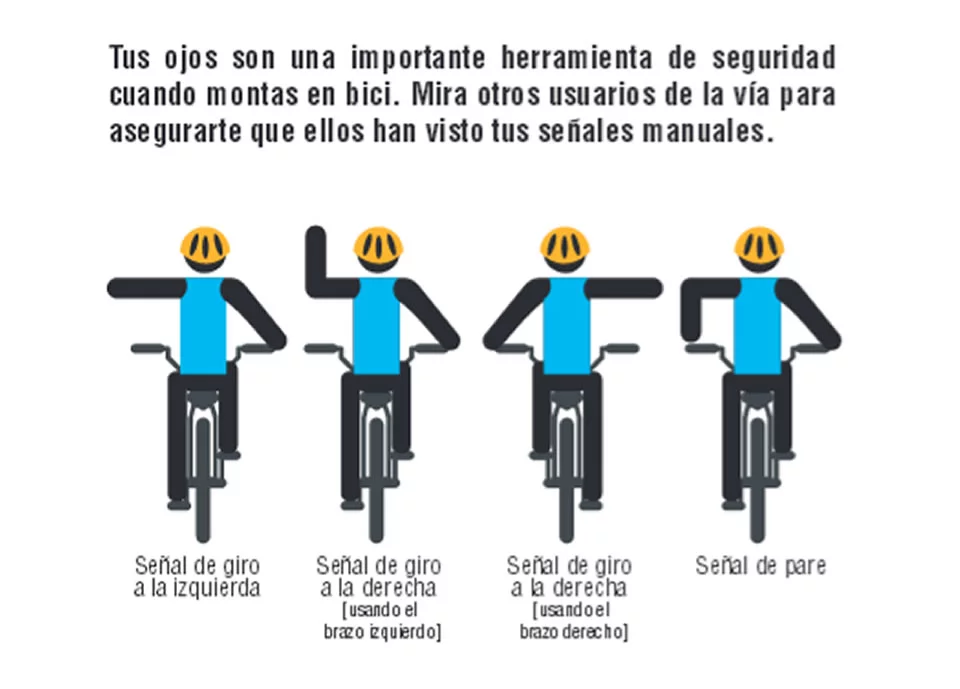 Tus ojos son una importante herramienta de seguridad
cuando montas en bici. Mira otros usuarios de la vía para
asegurarte que ellos han visto tus señales manuales.
Señal de giro
a la izquierda
Señal de giro
a la derecha
[usando el
brazo izquierdo]
Señal de giro
a la derecha
[usando el
brazo derecho]
Señal de pare